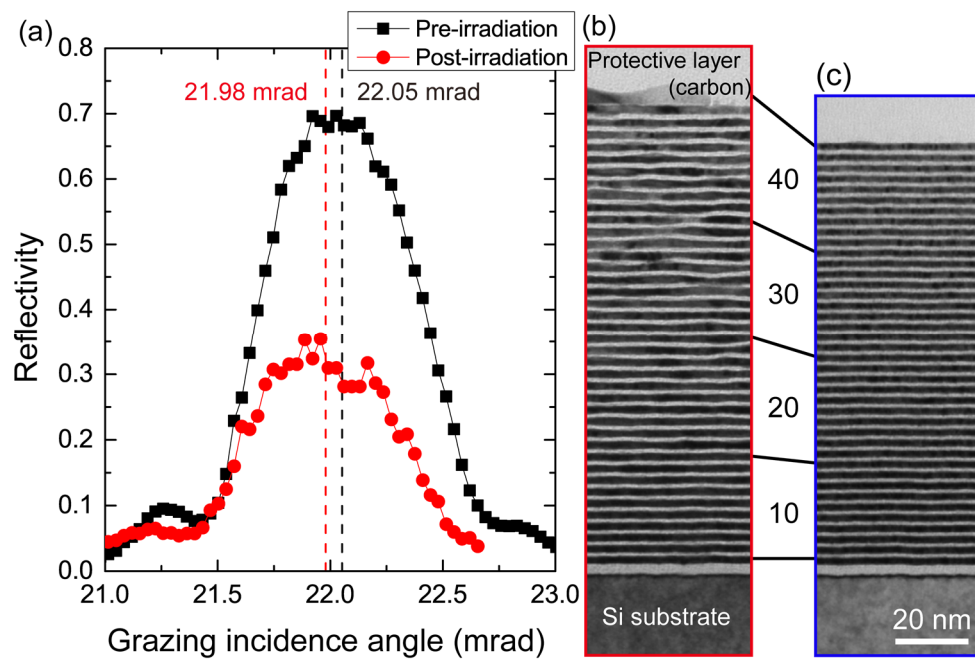 (a)
Pre-irradiation
Post-irradiation
21.98 mrad
22.05 mrad
0.8
0.7
0.6
0.5
0.4
0.3
0.2
0.1
0.0
Reflectivity
21.0 21.5 22.0 22.5 23.0
Grazing incidence angle (mrad)
(b)
Protective layer
(carbon)
Si substrate
40
30
20
10
(c)
20 nm